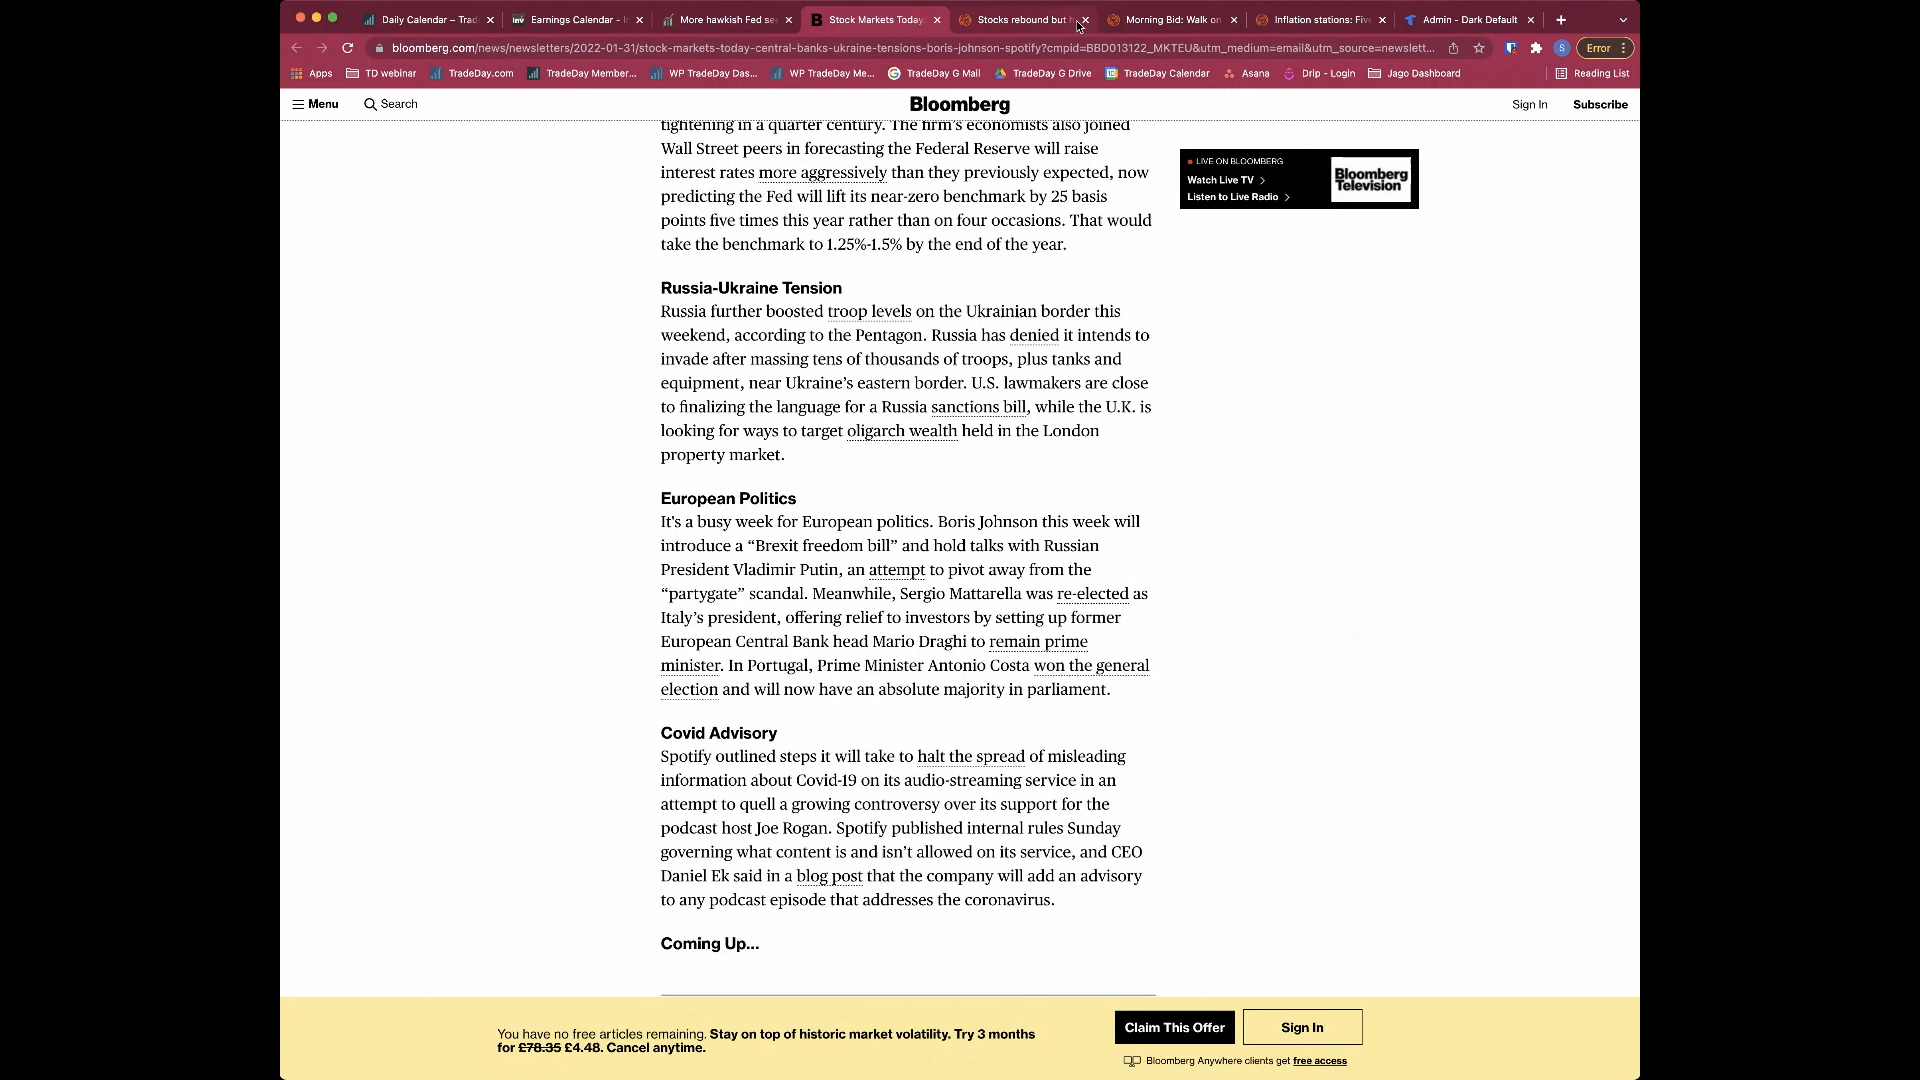 Daily Calendar – Trad
Earnings Calendar - I
More hawkish Fed se
Stock Markets Today
Stocks rebound but h
Morning Bid: Walk on
Inflation stations: Fiv
Admin - Dark Default
bloomberg.com/news/newsletters/2022-01-31/stock-markets-today-central-banks-ukraine-tensions-boris-johnson-spotify?cmpid=BBD013122_MKTEU&utm_medium=email&utm_source=newslett...
Error
Apps TD webinar TradeDay.com TradeDay Member... WP TradeDay Das... WP TradeDay Me... TradeDay G Mail TradeDay G Drive TradeDay Calendar Asana Drip - Login Jago Dashboard Reading List
Menu Search Bloomberg Sign In Subscribe
tightening in a quarter century. The firm's economists also joined
Wall Street peers in forecasting the Federal Reserve will raise
interest rates more aggressively than they previously expected, now
predicting the Fed will lift its near-zero benchmark by 25 basis
points five times this year rather than on four occasions. That would
take the benchmark to 1.25%-1.5% by the end of the year.
LIVE ON BLOOMBERG
Watch Live TV >
Listen to Live Radio >
Bloomberg
Television
Russia-Ukraine Tension
Russia further boosted troop levels on the Ukrainian border this
weekend, according to the Pentagon. Russia has denied it intends to
invade after massing tens of thousands of troops, plus tanks and
equipment, near Ukraine's eastern border. U.S. lawmakers are close
to finalizing the language for a Russia sanctions bill, while the U.K. is
looking for ways to target oligarch wealth held in the London
property market.
European Politics
It's a busy week for European politics. Boris Johnson this week will
introduce a “Brexit freedom bill” and hold talks with Russian
President Vladimir Putin, an attempt to pivot away from the
“partygate” scandal. Meanwhile, Sergio Mattarella was re-elected as
Italy's president, offering relief to investors by setting up former
European Central Bank head Mario Draghi to remain prime
minister. In Portugal, Prime Minister Antonio Costa won the general
election and will now have an absolute majority in parliament.
Covid Advisory
Spotify outlined steps it will take to halt the spread of misleading
information about Covid-19 on its audio-streaming service in an
attempt to quell a growing controversy over its support for the
podcast host Joe Rogan. Spotify published internal rules Sunday
governing what content is and isn't allowed on its service, and CEO
Daniel Ek said in a blog post that the company will add an advisory
to any podcast episode that addresses the coronavirus.
Coming Up...
You have no free articles remaining. Stay on top of historic market volatility. Try 3 months
for £78.35 £4.48. Cancel anytime.
Claim This Offer
Sign In
Bloomberg Anywhere clients get free access